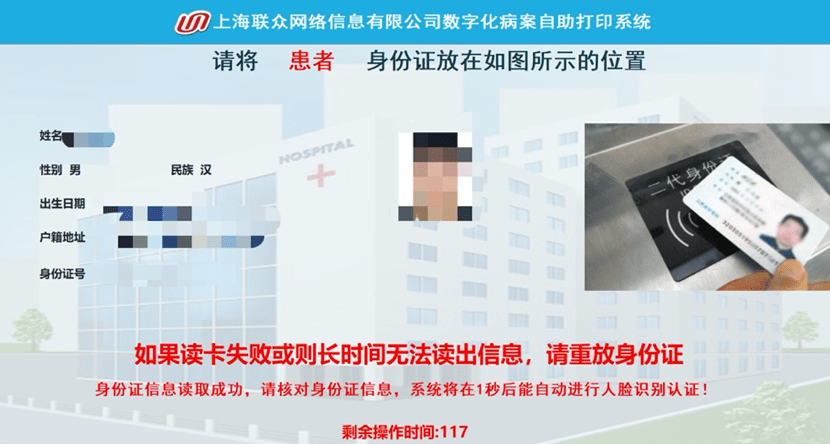 上海联众网络信息有限公司数字化病案自助打印系统
请将 患者 身份证放在如图所示的位置
姓名
性别 男 民族 汉
出生日期
户籍地址
身份证号
HOSPITAL
二代身份证
如果读卡失败或则长时间无法读出信息，请重放身份证
身份证信息读取成功，请核对身份证信息，系统将在1秒后能自动进行人脸识别认证！
剩余操作时间:117